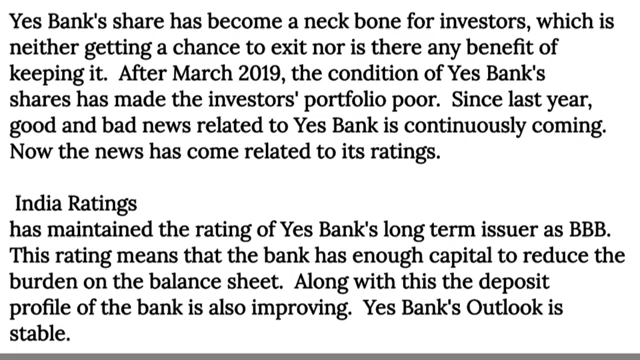 Yes Bank's share has become a neck bone for investors, which is
neither getting a chance to exit nor is there any benefit of
keeping it.  After March 2019, the condition of Yes Bank's
shares has made the investors' portfolio poor.  Since last year,
good and bad news related to Yes Bank is continuously coming.
Now the news has come related to its ratings.

India Ratings
has maintained the rating of Yes Bank's long term issuer as BBB.
This rating means that the bank has enough capital to reduce the
burden on the balance sheet.  Along with this the deposit
profile of the bank is also improving.  Yes Bank's Outlook is
stable.